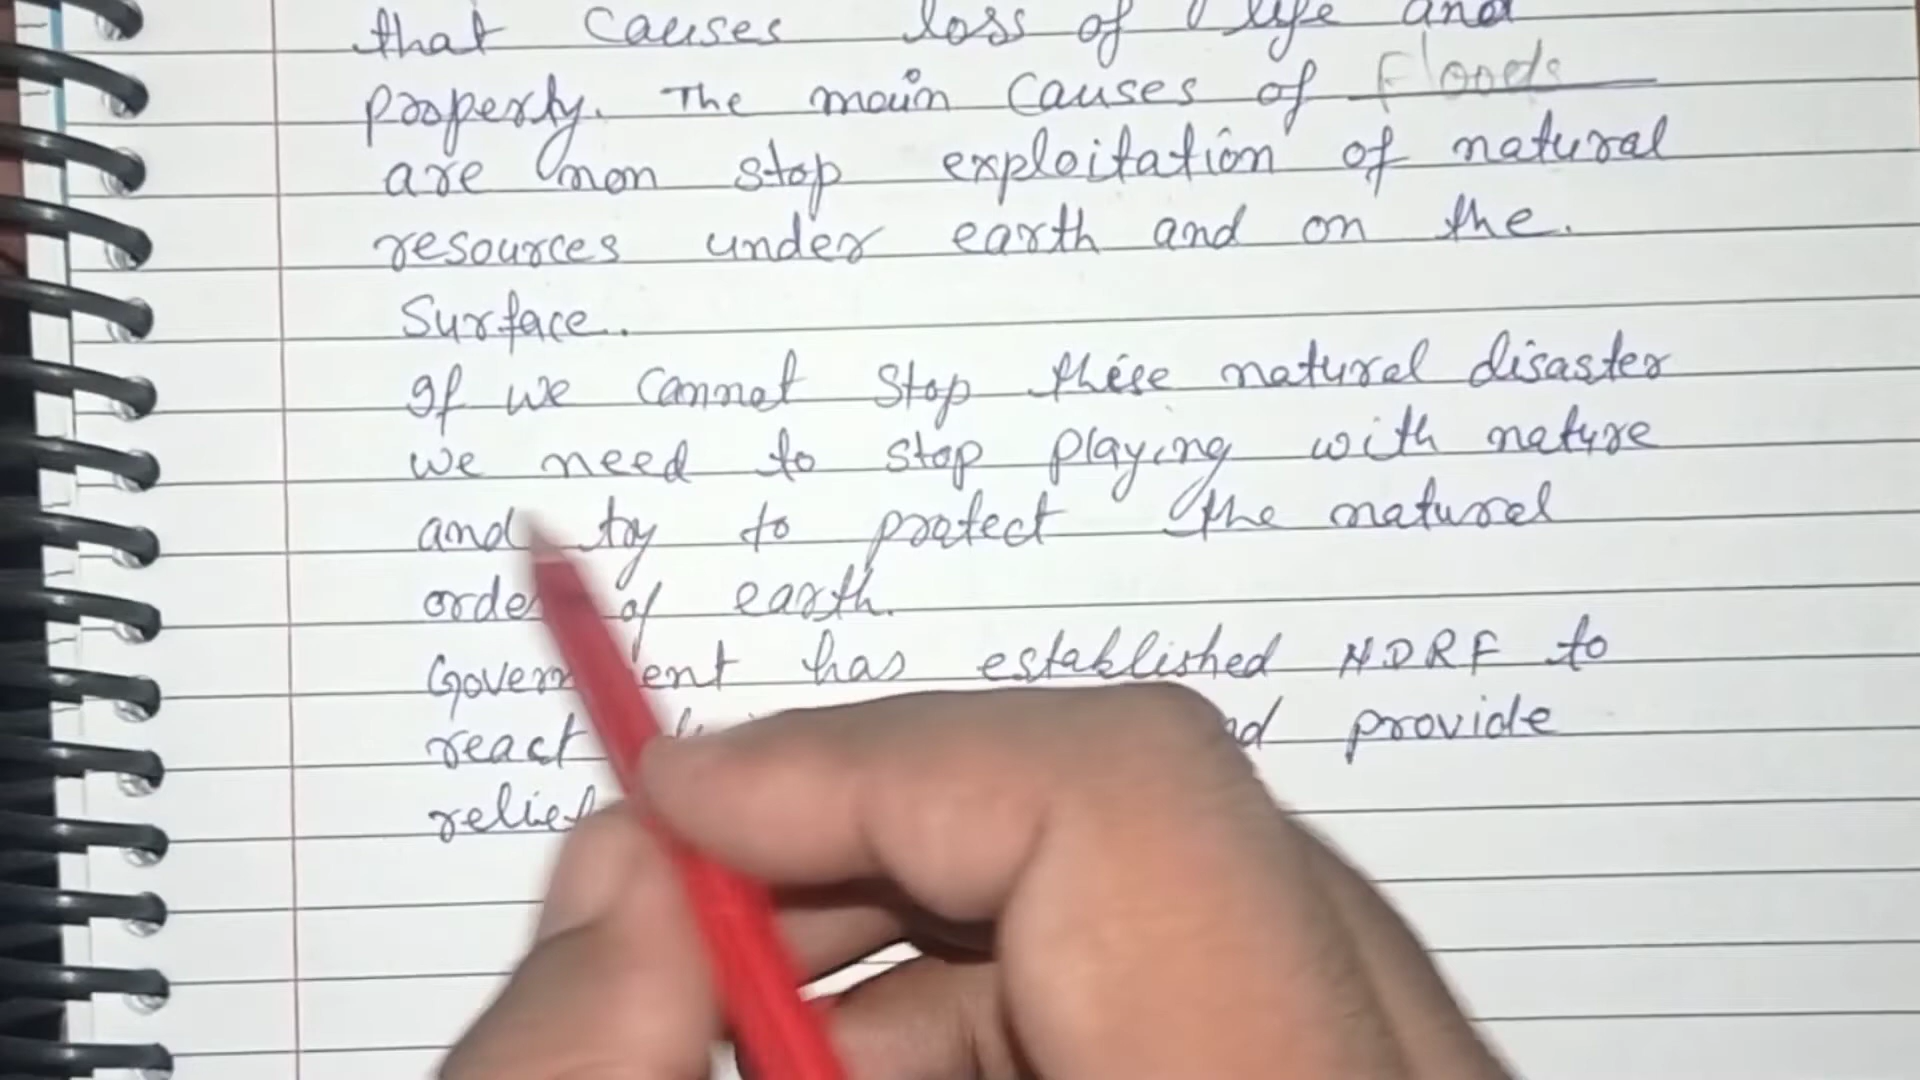 that causes loss of life and
property. The main causes of Floods
are non stop exploitation of natural
resources under earth and on the.
Surface.
If we cannot stop these natural disaster
we need to stop playing with nature
and try to protect the natural
order of earth.
Government has established NDRF to
react provide
relief